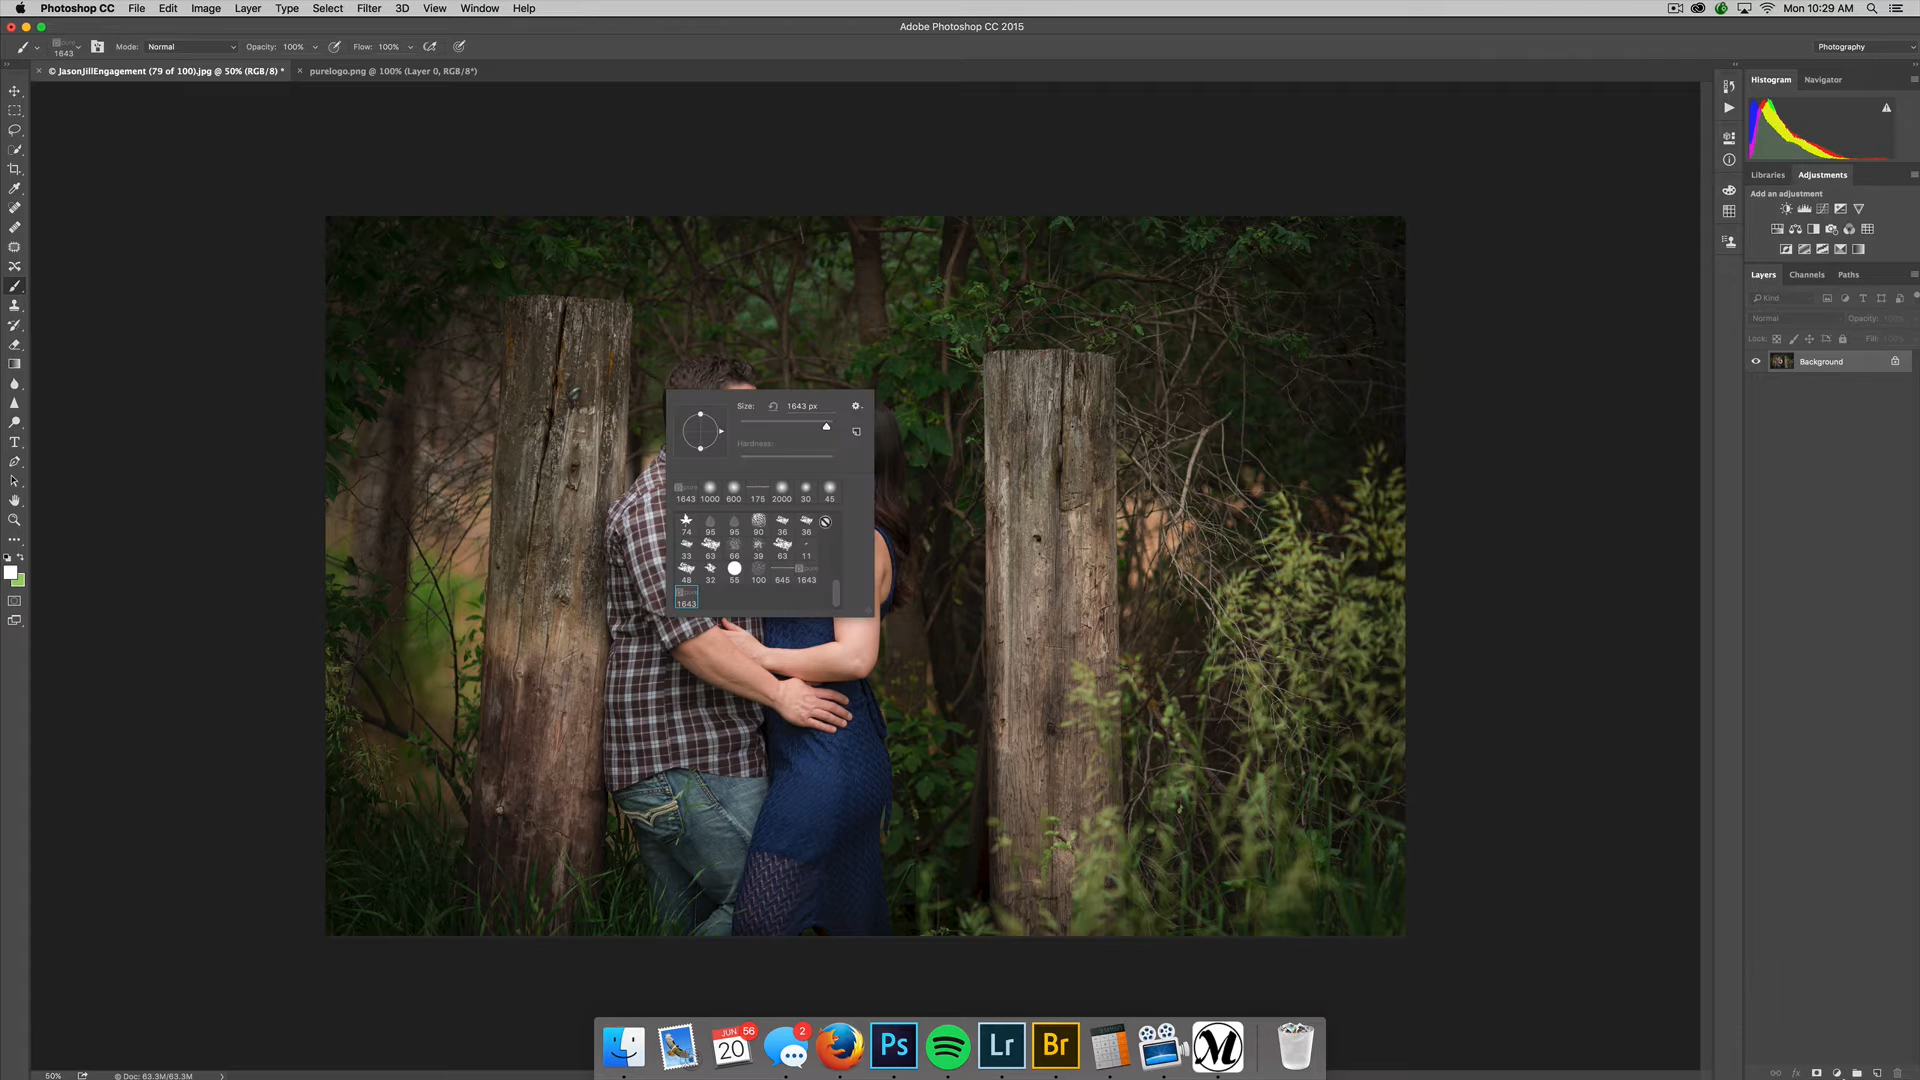 Photoshop CC File Edit Image Layer Type Select Filter 3D View Window Help
Mon 10:29 AM
Adobe Photoshop CC 2015
1643
Mode: Normal
Opacity: 100%
Flow: 100%
Photography
© JasonJillEngagement (79 of 100).jpg @ 50% (RGB/8) *
purelogo.png @ 100% (Layer 0, RGB/8*)
Histogram Navigator
Libraries Adjustments
Add an adjustment
Layers Channels Paths
Kind
Normal
Opacity: 100%
Lock:
Fill: 100%
Background
Size: 1643 px
Hardness:
1643 1000 600 175 2000 30 45
74 95 95 90 36 36
33 63 66 39 63 11
48 32 55 100 645 1643
1643
JUN 56
20
2
Ps
Lr
Br
50%
Doc: 63.3M/63.3M
fx